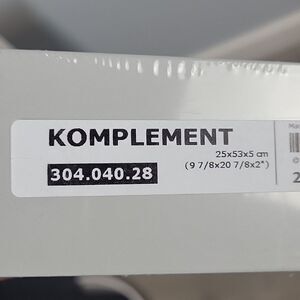 KOMPLEMENT
25x53x5 cm
(9 7/8x20 7/8x2")
304.040.28